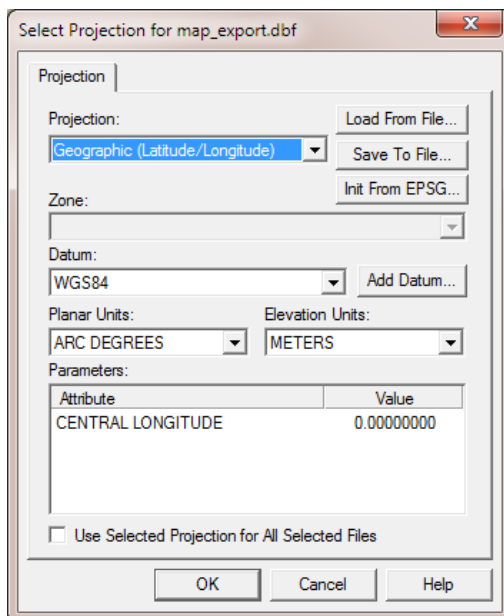 Select Projection for map_export.dbf
Projection
Projection:
Load From File...
Geographic (Latitude/Longitude)
Save To File...
Init From EPSG...
Zone:
Datum:
WGS84
Add Datum...
Planar Units:
Elevation Units:
ARC DEGREES
METERS
Parameters:
Attribute Value
CENTRAL LONGITUDE 0.00000000
Use Selected Projection for All Selected Files
OK Cancel Help